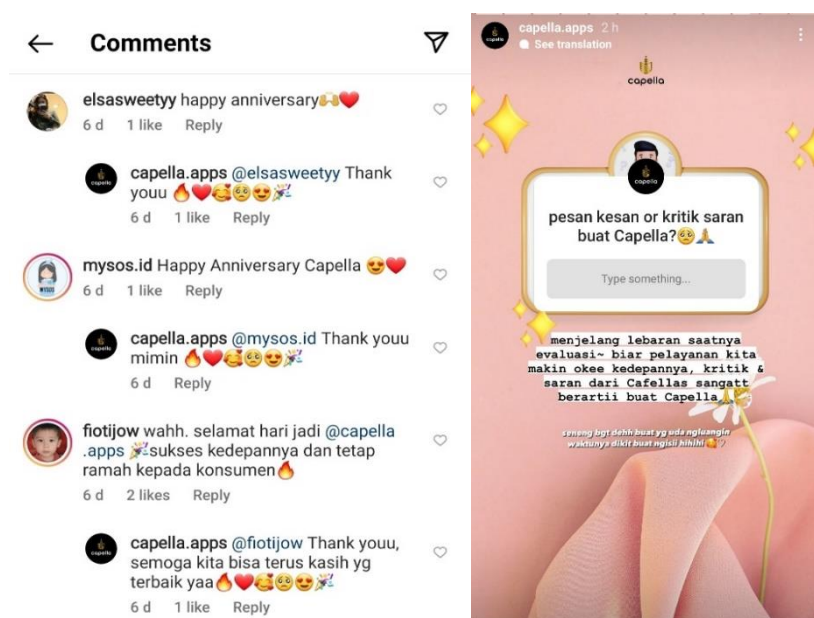 Comments
elsasweetyy happy anniversary🙌❤️
6 d 1 like Reply
capella.apps @elsasweetyy Thank
youu 🔥❤️🥰🥺😍🎉
6 d 1 like Reply
mysos.id Happy Anniversary Capella 😍❤️
6 d 1 like Reply
capella.apps @mysos.id Thank youu
mimin 🔥❤️🥰🥺😍🎉
6 d Reply
fiotijow wahh. selamat hari jadi @capella
.apps 🎉sukses kedepannya dan tetap
ramah kepada konsumen🔥
6 d 2 likes Reply
capella.apps @fiotijow Thank youu,
semoga kita bisa terus kasih yg
terbaik yaa🔥❤️🥰🥺😍🎉
6 d 1 like Reply
capella.apps 2 h
See translation
capella
capella
pesan kesan or kritik saran
buat Capella?🥺🙏
Type something...
menjelang lebaran saatnya
evaluasi~ biar pelayanan kita
makin okee kedepannya, kritik &
saran dari Cafellas sangatt
berartii buat Capella🙏
seneng bgt dehh buat yg uda ngluangin
waktunya dikit buat ngisii hihihi🥰🤍